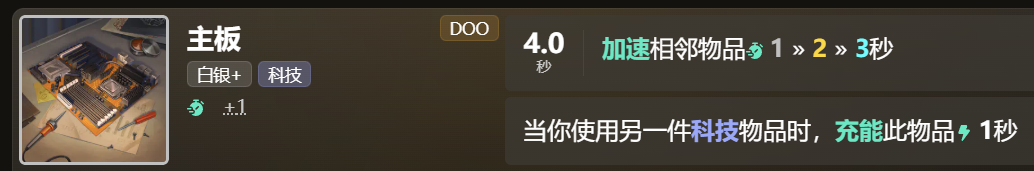 主板
DOO
白银+
科技
+1
4.0
秒
加速相邻物品 1 » 2 » 3秒
当你使用另一件科技物品时，充能此物品 1秒